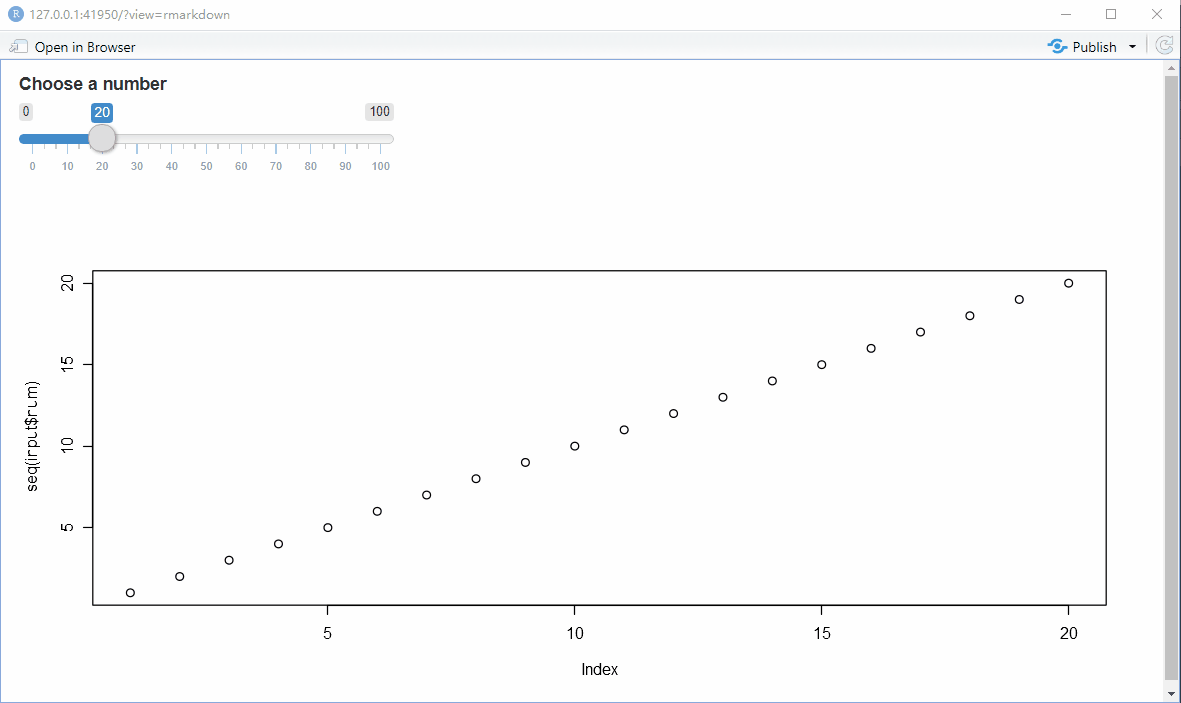 R 127.0.0.1:41950/?view=rmarkdown
Open in Browser
Publish
Choose a number
0 20 100
0 10 20 30 40 50 60 70 80 90 100
20
15
10
5
seq(input$num)
5 10 15 20
Index